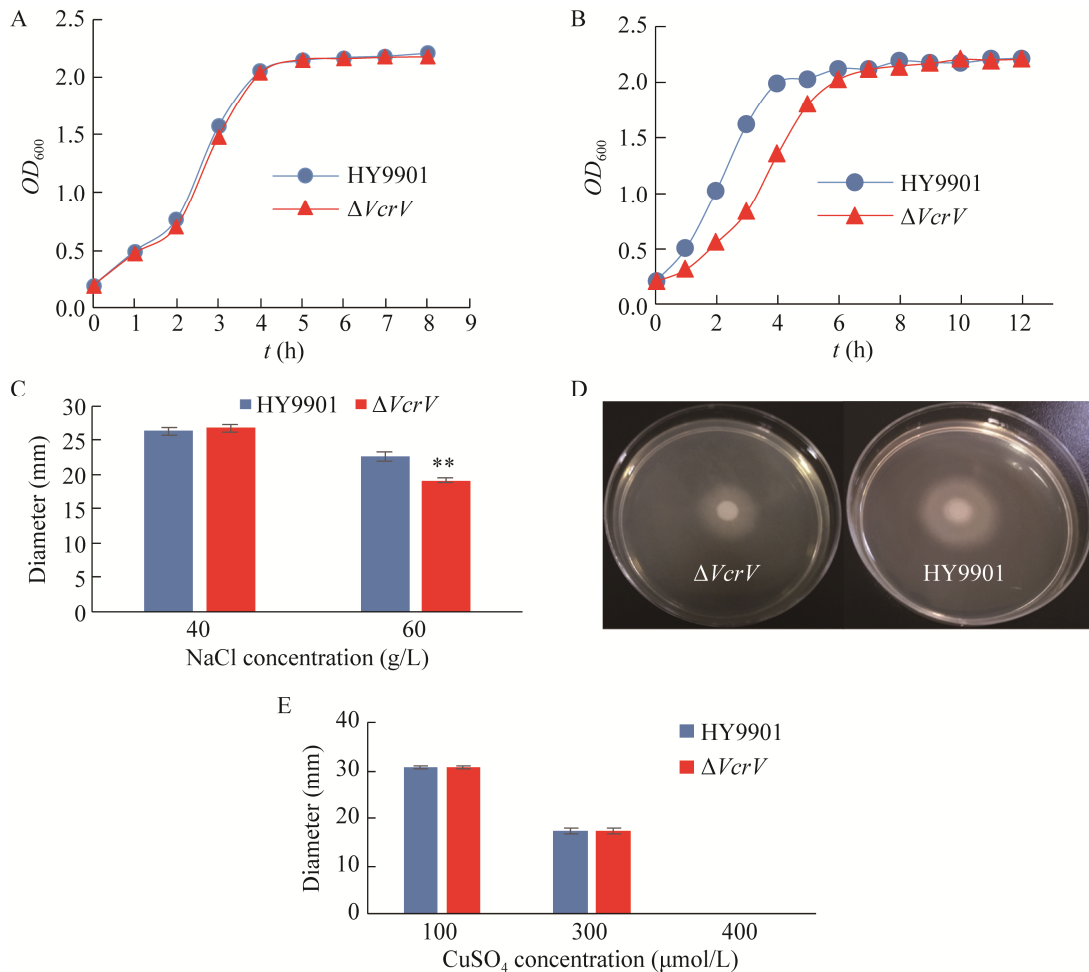 A
2.5
2.0
1.5
1.0
0.5
0.0
OD600
HY9901
ΔVcrV
0 1 2 3 4 5 6 7 8 9
t (h)
B
2.5
2.0
1.5
1.0
0.5
0.0
OD600
HY9901
ΔVcrV
0 2 4 6 8 10 12
t (h)
C
HY9901 ΔVcrV
30
25
20
15
10
5
0
Diameter (mm)
**
40 60
NaCl concentration (g/L)
D
ΔVcrV HY9901
E
40
30
20
10
0
Diameter (mm)
HY9901
ΔVcrV
100 300 400
CuSO4 concentration (μmol/L)